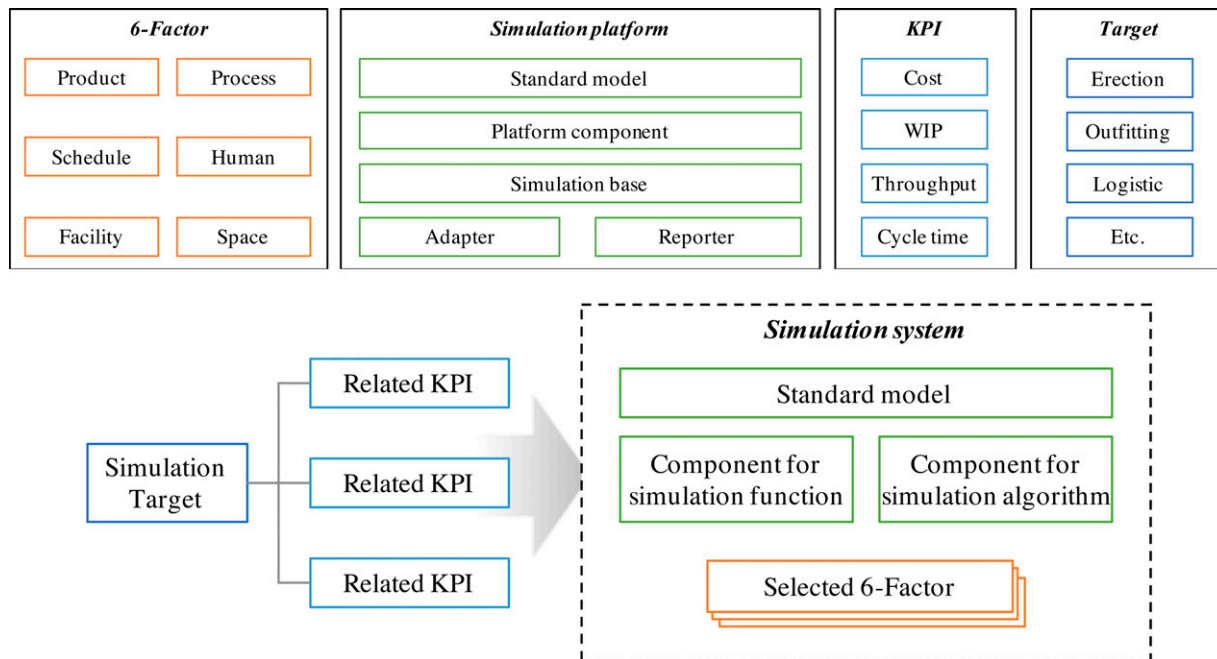 6-Factor
Product
Process
Schedule
Human
Facility
Space
Simulation platform
Standard model
Platform component
Simulation base
Adapter
Reporter
KPI
Cost
WIP
Throughput
Cycle time
Target
Erection
Outfitting
Logistic
Etc.
Simulation
Target
Related KPI
Related KPI
Related KPI
Simulation system
Standard model
Component for
simulation function
Component for
simulation algorithm
Selected 6-Factor